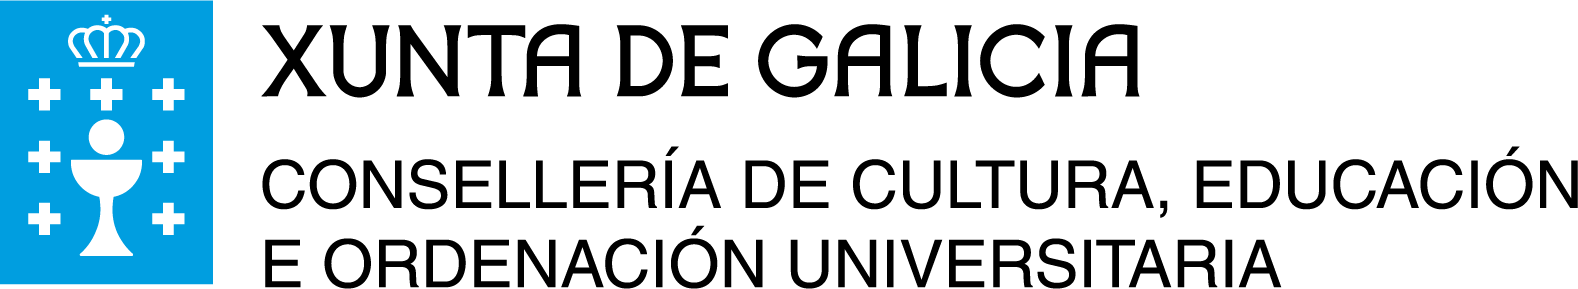 XUNTA DE GALICIA
CONSELLERÍA DE CULTURA, EDUCACIÓN
E ORDENACIÓN UNIVERSITARIA